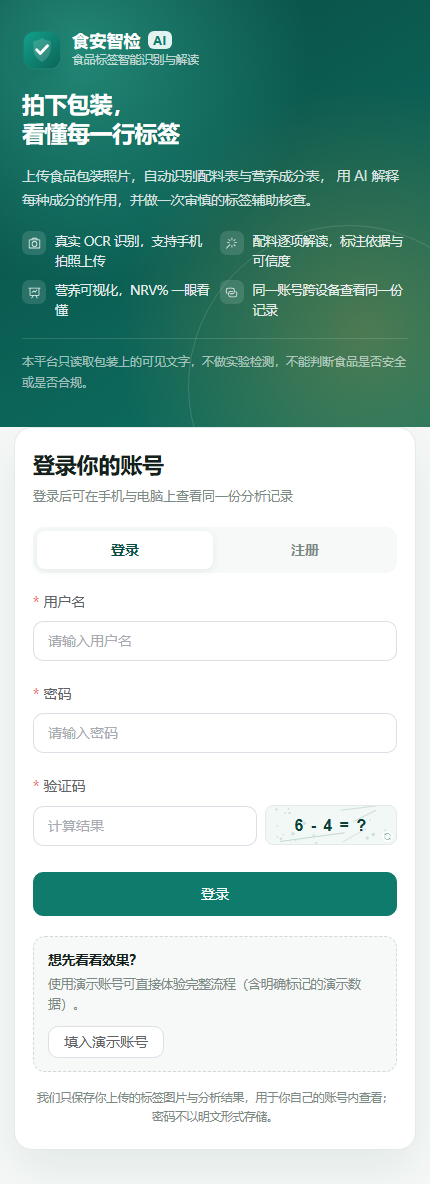 食安智检 AI
食品标签智能识别与解读
拍下包装，
看懂每一行标签
上传食品包装照片，自动识别配料表与营养成分表， 用 AI 解释
每种成分的作用，并做一次审慎的标签辅助核查。
真实 OCR 识别，支持手机
拍照上传
配料逐项解读，标注依据与
可信度
营养可视化，NRV% 一眼看
懂
同一账号跨设备查看同一份
记录
本平台只读取包装上的可见文字，不做实验检测，不能判断食品是否安全
或是否合规。
登录你的账号
登录后可在手机与电脑上查看同一份分析记录
登录
注册
* 用户名
请输入用户名
* 密码
请输入密码
* 验证码
计算结果
6 - 4 = ?
登录
想先看看效果？
使用演示账号可直接体验完整流程（含明确标记的演示数
据）。
填入演示账号
我们只保存你上传的标签图片与分析结果，用于你自己的账号内查看；
密码不以明文形式存储。